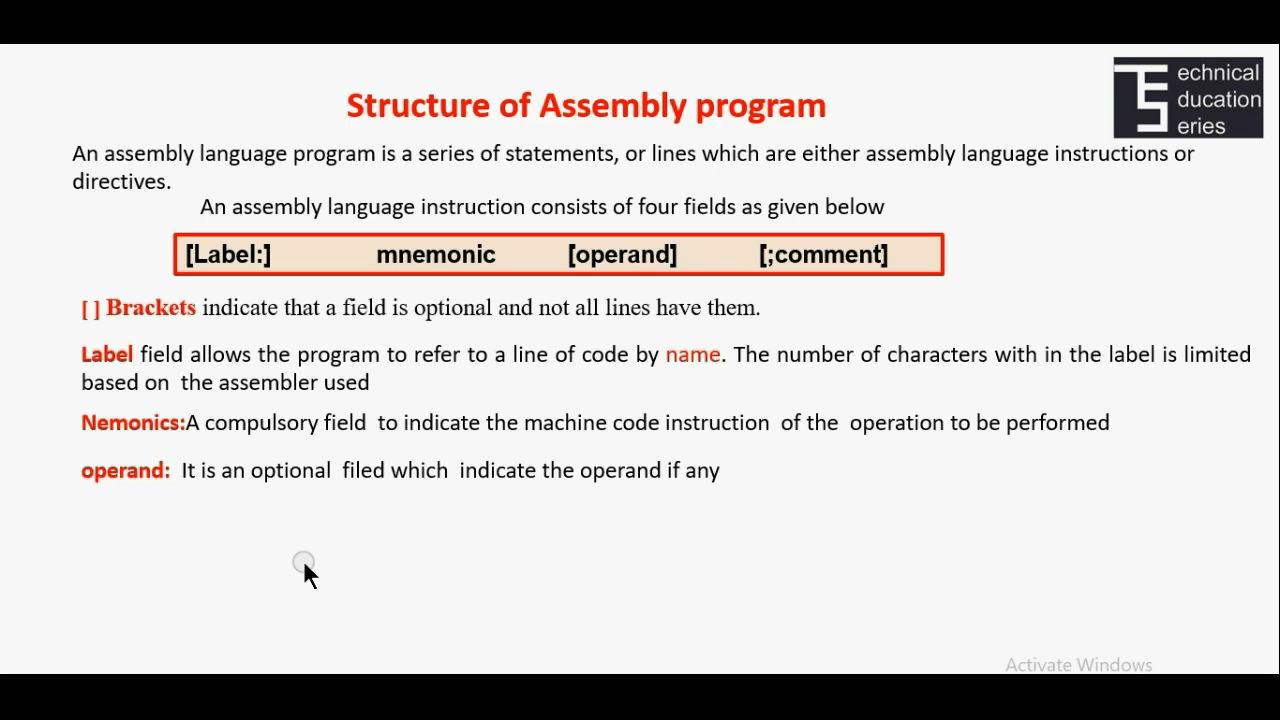 echnical
ducation
eries
Structure of Assembly program
An assembly language program is a series of statements, or lines which are either assembly language instructions or
directives.
An assembly language instruction consists of four fields as given below
[Label:] mnemonic [operand] [;comment]
[ ] Brackets indicate that a field is optional and not all lines have them.
Label field allows the program to refer to a line of code by name. The number of characters with in the label is limited
based on the assembler used
Nemonics:A compulsory field to indicate the machine code instruction of the operation to be performed
operand: It is an optional filed which indicate the operand if any
Activate Windows